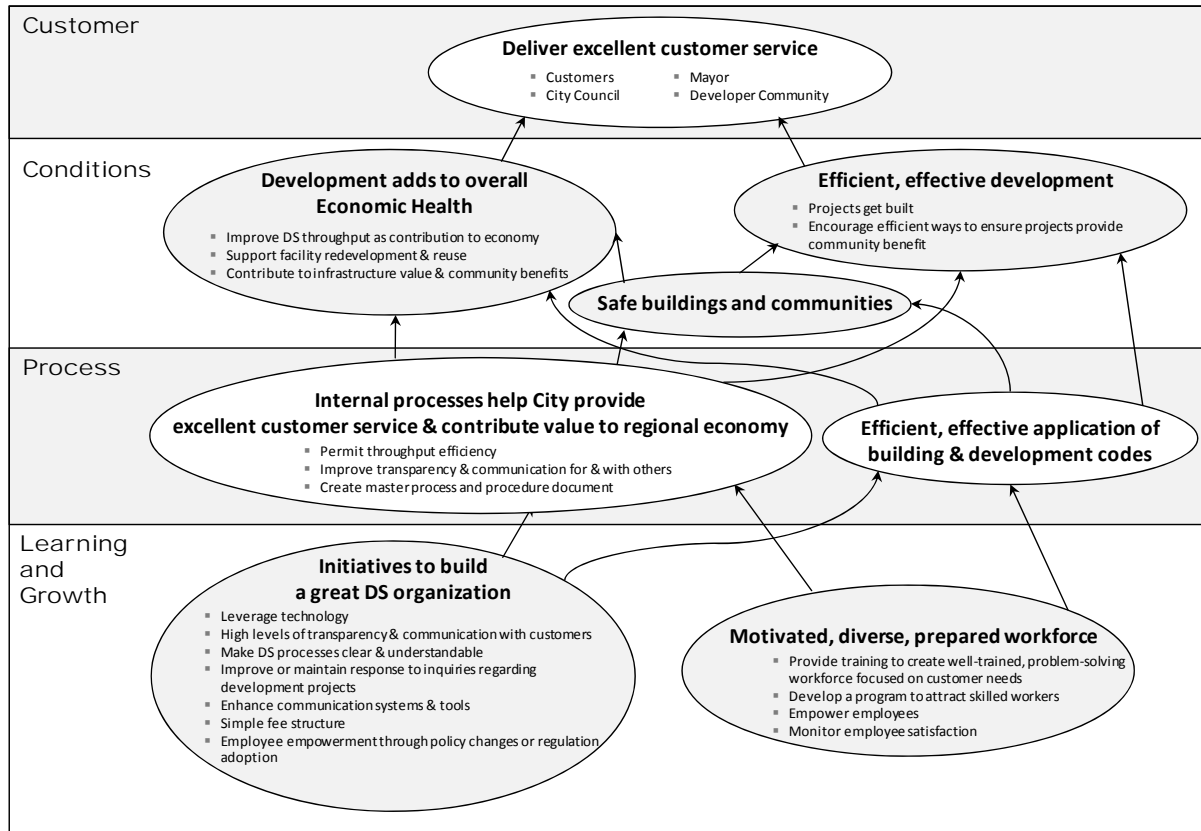 Customer
Deliver excellent customer service
▪ Customers
▪ Mayor
▪ City Council
▪ Developer Community
Conditions
Development adds to overall
Economic Health
▪ Improve DS throughput as contribution to economy
▪ Support facility redevelopment & reuse
▪ Contribute to infrastructure value & community benefits
Efficient, effective development
▪ Projects get built
▪ Encourage efficient ways to ensure projects provide
community benefit
Safe buildings and communities
Process
Internal processes help City provide
excellent customer service & contribute value to regional economy
▪ Permit throughput efficiency
▪ Improve transparency & communication for & with others
▪ Create master process and procedure document
Efficient, effective application of
building & development codes
Learning
and
Growth
Initiatives to build
a great DS organization
▪ Leverage technology
▪ High levels of transparency & communication with customers
▪ Make DS processes clear & understandable
▪ Improve or maintain response to inquiries regarding
development projects
▪ Enhance communication systems & tools
▪ Simple fee structure
▪ Employee empowerment through policy changes or regulation
adoption
Motivated, diverse, prepared workforce
▪ Provide training to create well-trained, problem-solving
workforce focused on customer needs
▪ Develop a program to attract skilled workers
▪ Empower employees
▪ Monitor employee satisfaction